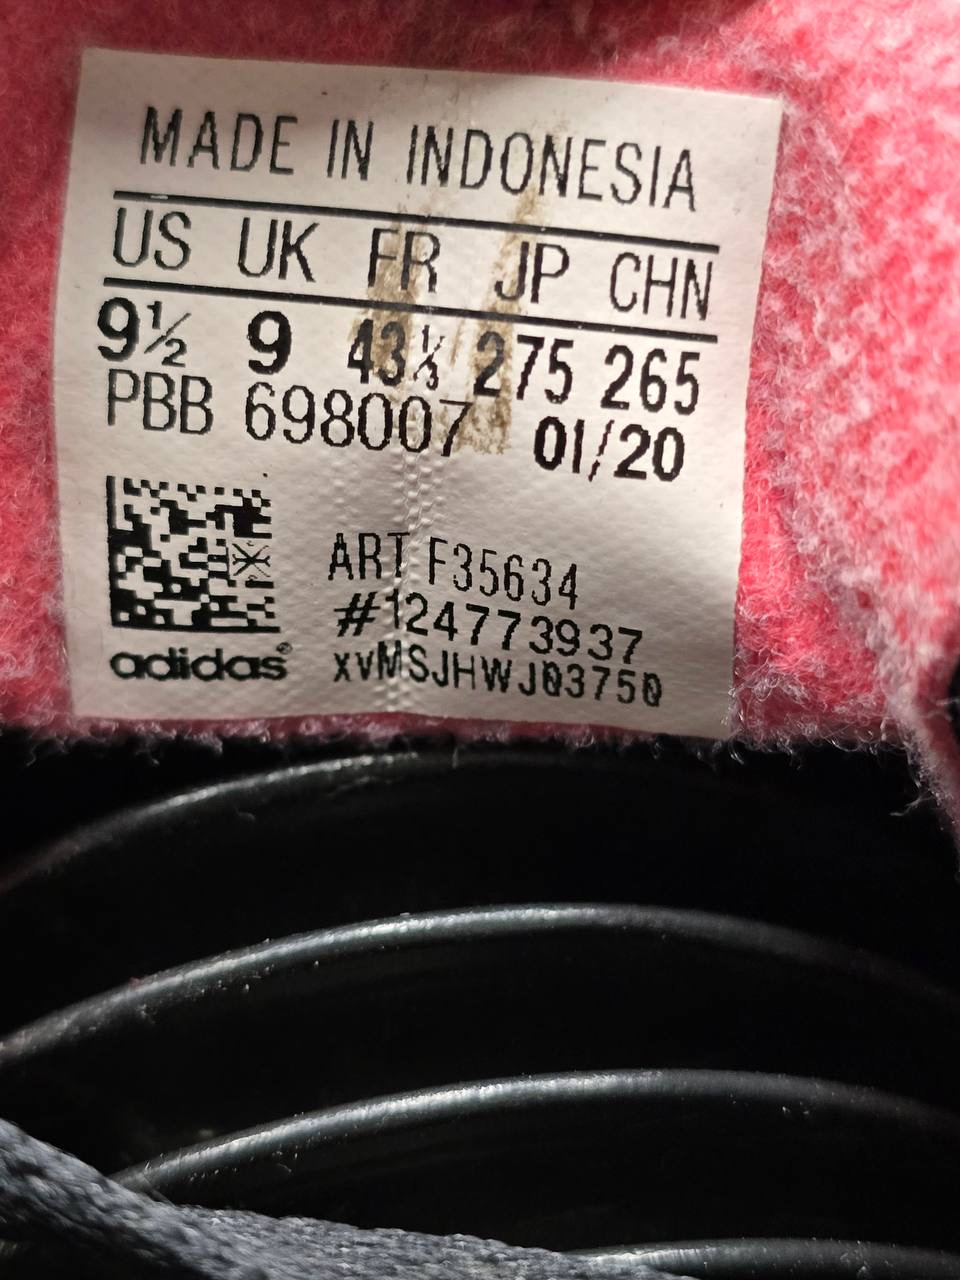 MADE IN INDONESIA
US UK FR JP CHN
9½ 9 43⅓ 275 265
PBB 698007 01/20
ART F35634
#124773937
adidas® xvMSJHWJ03750